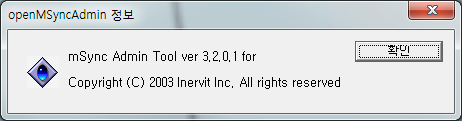 openMSyncAdmin 정보
mSync Admin Tool ver 3,2,0,1 for
확인
Copyright (C) 2003 Inervit Inc, All rights reserved